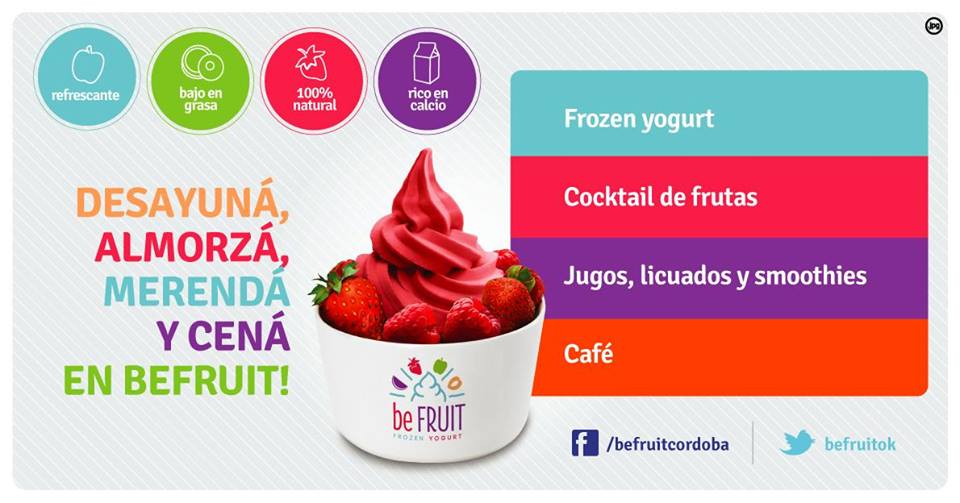 .jpg
refrescante
bajo en
grasa
100%
natural
rico en
calcio
DESAYUNÁ,
ALMORZÁ,
MERENDÁ
Y CENÁ
EN BEFRUIT!
be FRUIT
FROZEN YOGURT
Frozen yogurt
Cocktail de frutas
Jugos, licuados y smoothies
Café
/befruitcordoba
befruitok